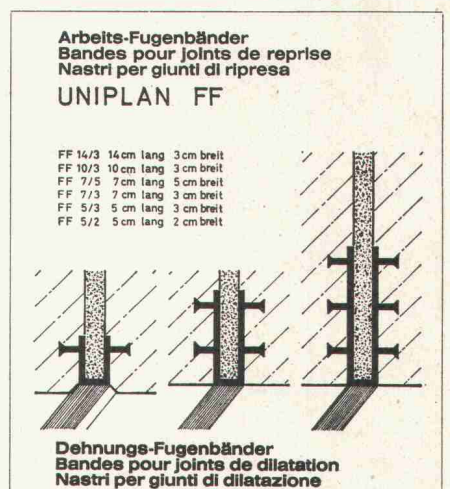 Arbeits-Fugenbänder
Bandes pour joints de reprise
Nastri per giunti di ripresa
UNIPLAN FF
FF 14/3 14 cm lang 3 cm breit
FF 10/3 10 cm lang 3 cm breit
FF 7/5 7 cm lang 5 cm breit
FF 7/3 7 cm lang 3 cm breit
FF 5/3 5 cm lang 3 cm breit
FF 5/2 5 cm lang 2 cm breit
Dehnungs-Fugenbänder
Bandes pour joints de dilatation
Nastri per giunti di dilatazione